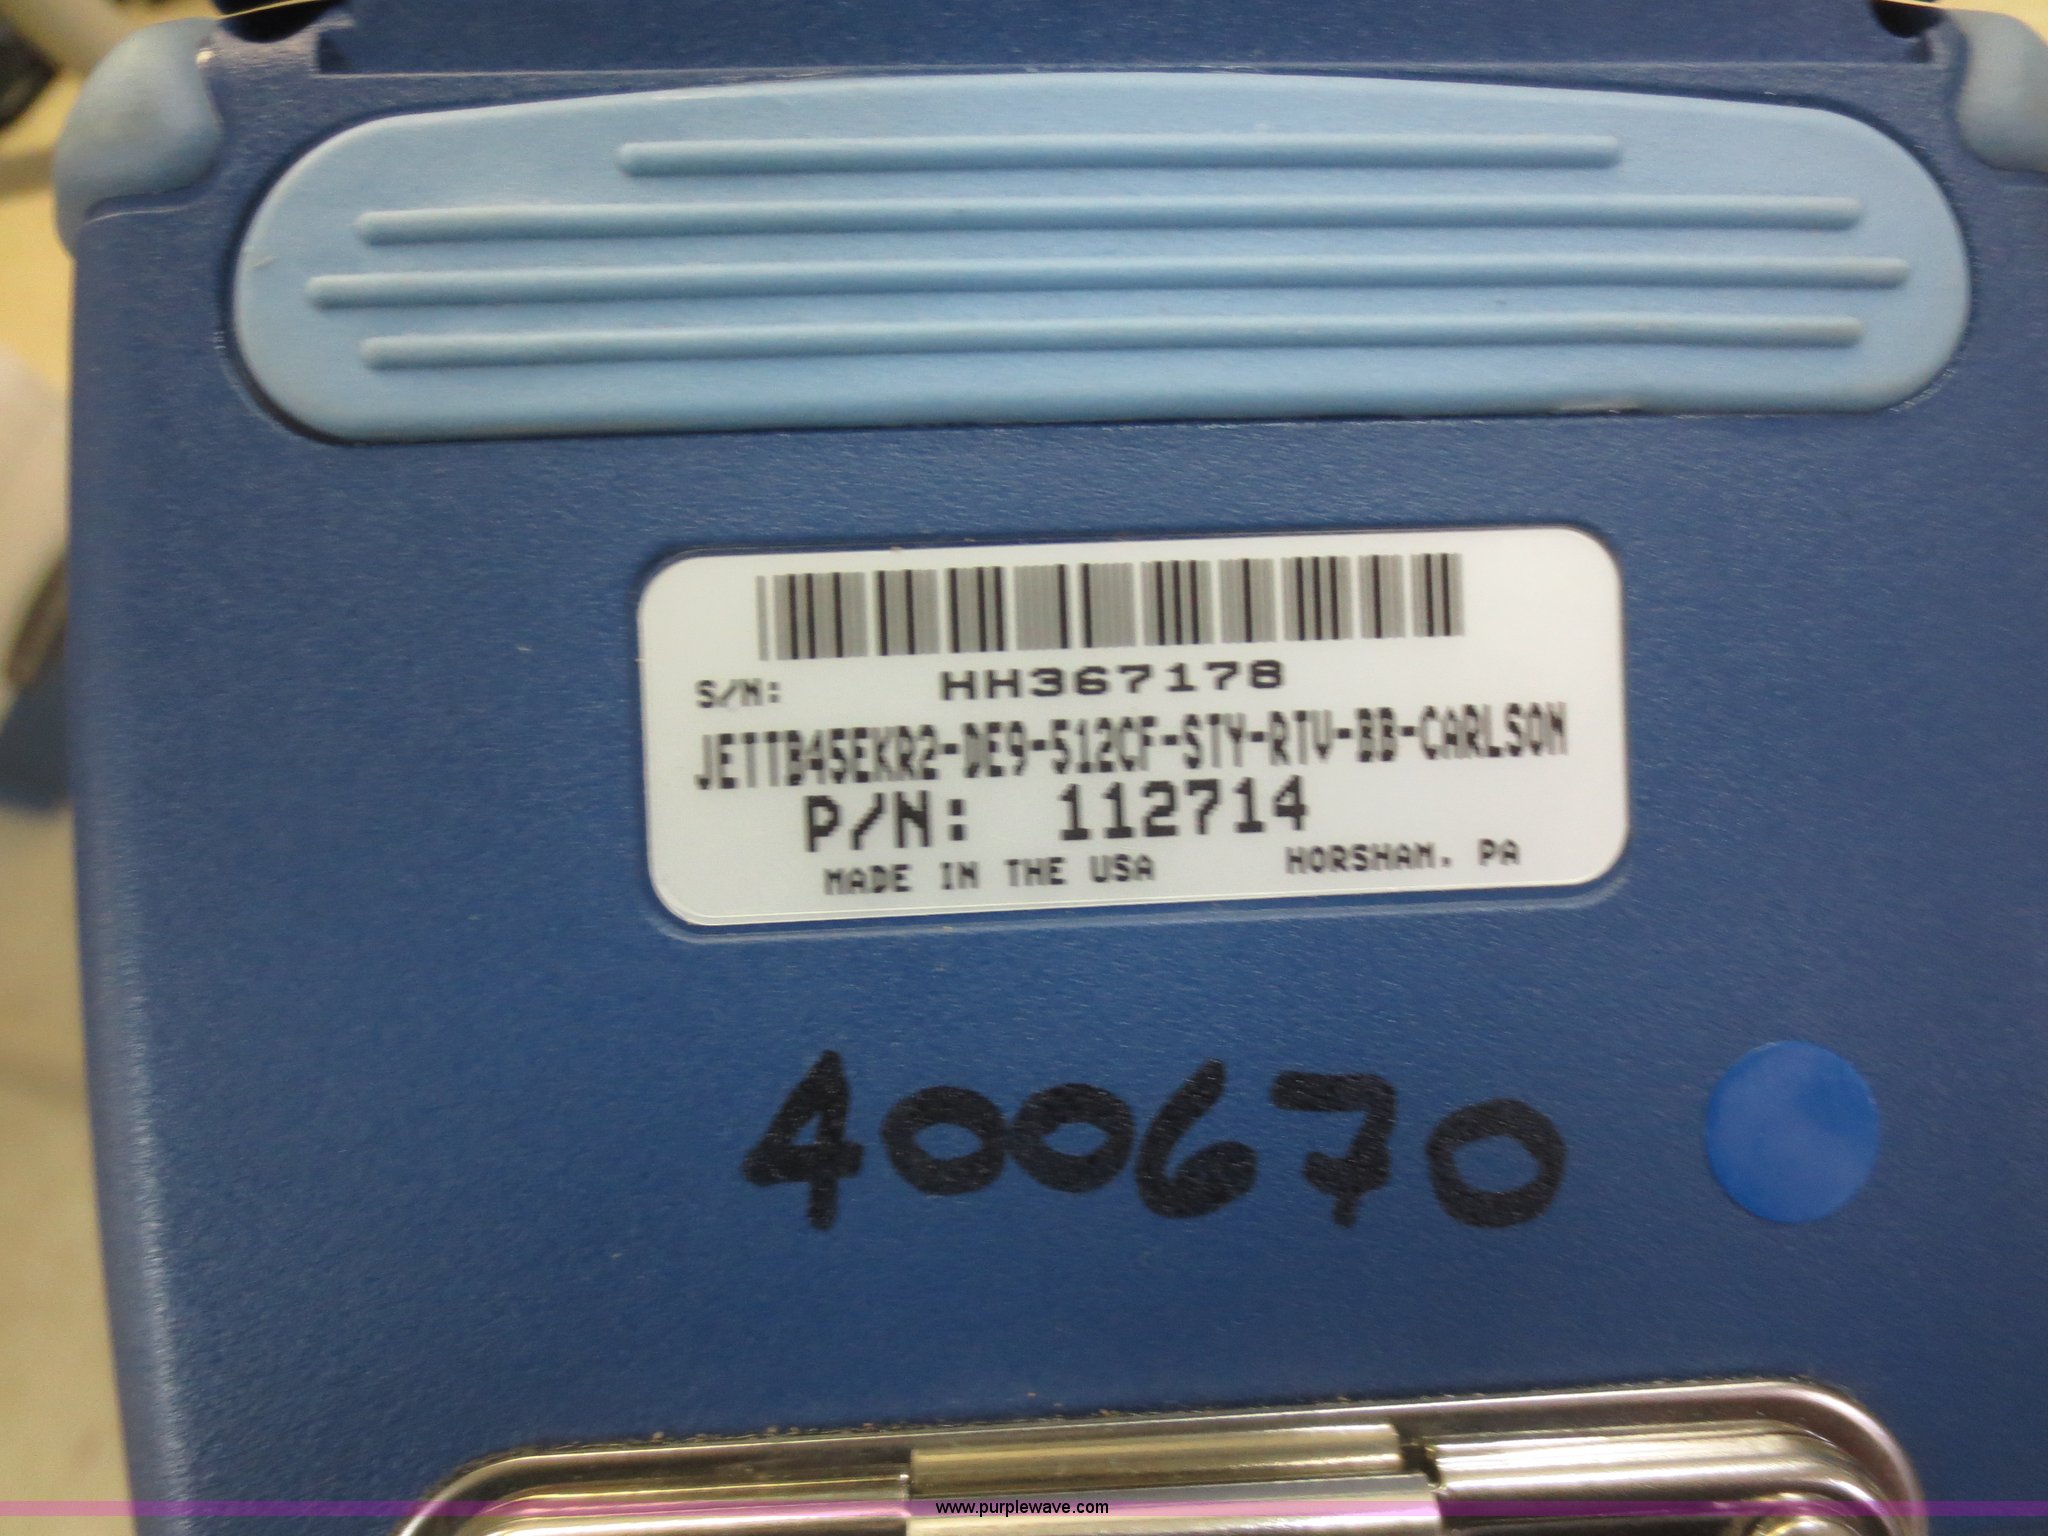 S/N: HH367178
JETTB45EKR2-DE9-512CF-STY-RTV-BB-CARLSON
P/N: 112714
MADE IN THE USA HORSHAM, PA
400670
www.purplewave.com